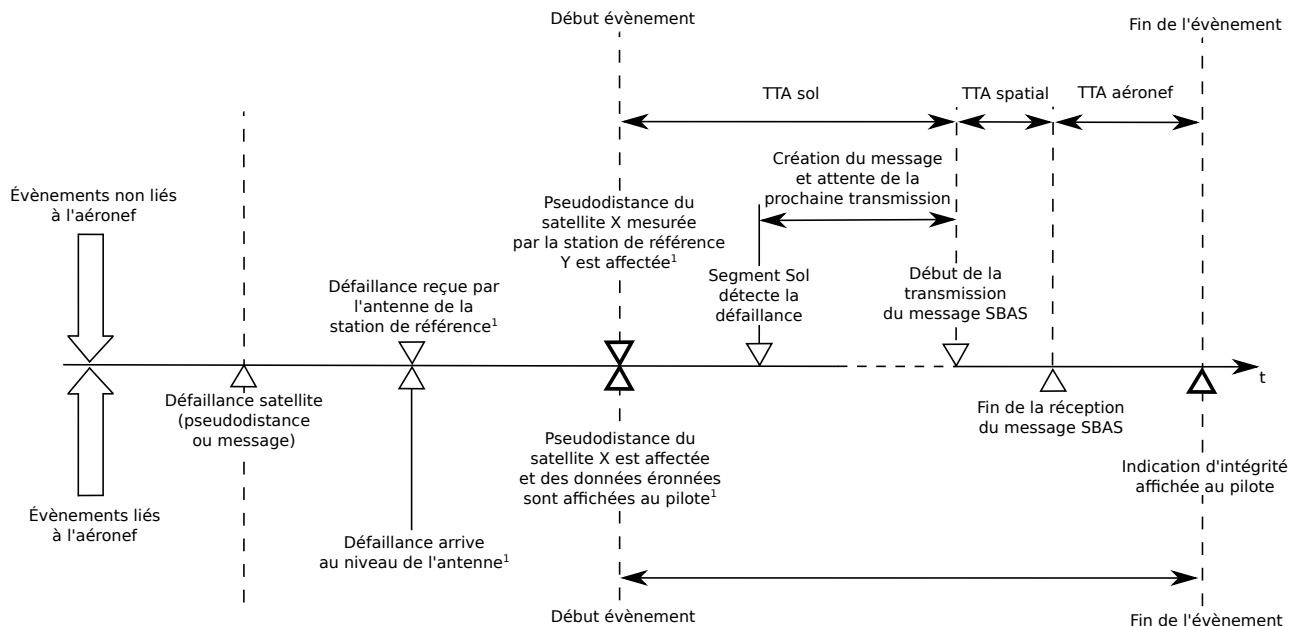 Début évènement
Fin de l'évènement
TTA sol
TTA spatial
TTA aéronef
Création du message
et attente de la
prochaine transmission
Évènements non liés
à l'aéronef
Pseudodistance du
satellite X mesurée
par la station de référence
Y est affectée¹
Défaillance reçue par
l'antenne de la
station de référence¹
Segment Sol
détecte la
défaillance
Début de la
transmission
du message SBAS
t
Défaillance satellite
(pseudodistance
ou message)
Fin de la réception
du message SBAS
Pseudodistance du
satellite X est affectée
et des données éronnées
sont affichées au pilote¹
Indication d'intégrité
affichée au pilote
Évènements liés
à l'aéronef
Défaillance arrive
au niveau de l'antenne¹
Début évènement
Fin de l'évènement